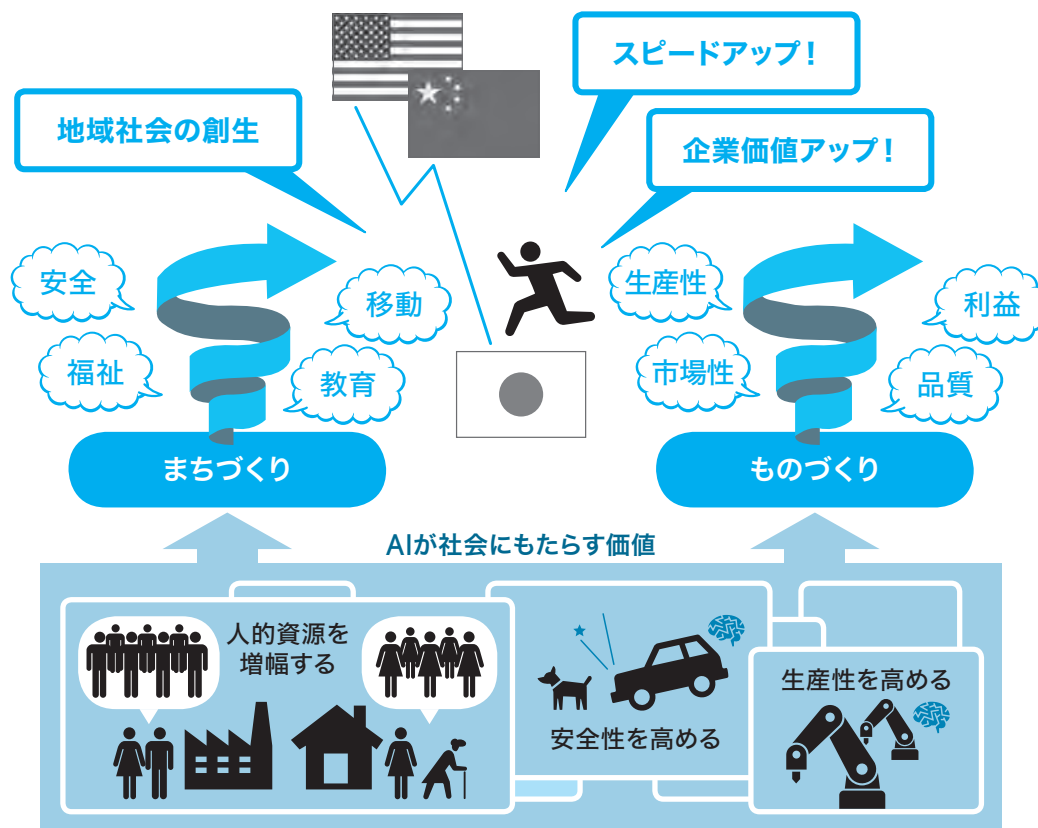 スピードアップ！
地域社会の創生
企業価値アップ！
安全
移動
福祉
教育
生産性
利益
市場性
品質
まちづくり
ものづくり
AIが社会にもたらす価値
人的資源を
増幅する
安全性を高める
生産性を高める